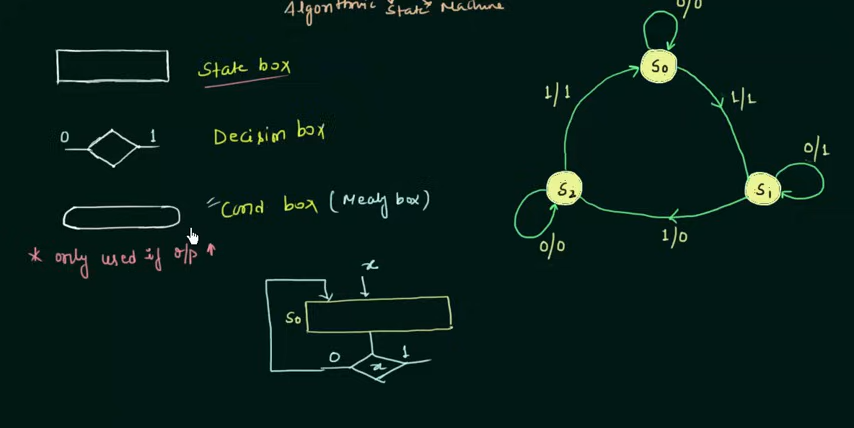 Algorithmic "State" Machine
State box
0 1 Decision box
Cond box (Mealy box)
* only used if o/p ↑
x
S0
0 x 1
0/0
S0
1/1
1/1
0/1
S2
S1
0/0
1/0